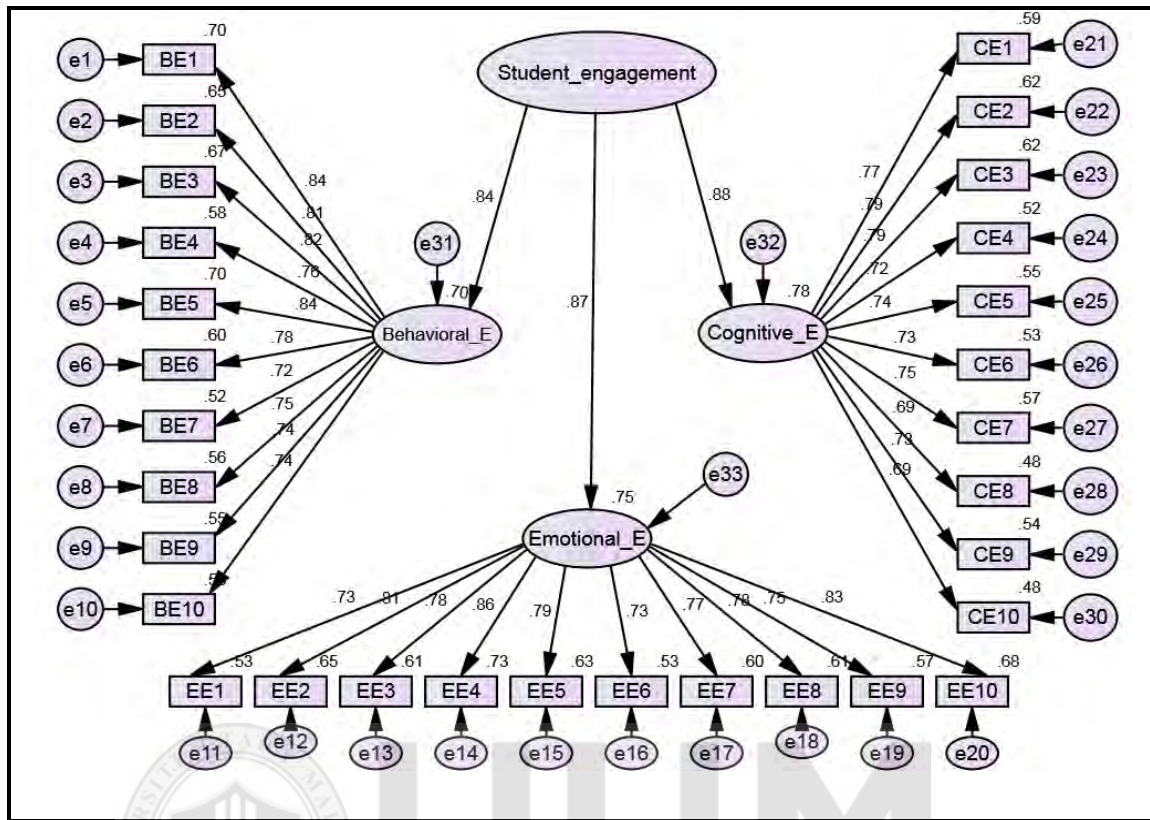 Student_engagement
.84
.87
.88
e31
.70
Behavioral_E
e32
.78
Cognitive_E
e33
.75
Emotional_E
e1 BE1 .70 .84
e2 BE2 .65 .81
e3 BE3 .67 .82
e4 BE4 .58 .76
e5 BE5 .70 .84
e6 BE6 .60 .78
e7 BE7 .52 .72
e8 BE8 .56 .75
e9 BE9 .55 .74
e10 BE10 .74
.59 CE1 e21 .77
.62 CE2 e22 .79
.62 CE3 e23 .79
.52 CE4 e24 .72
.55 CE5 e25 .74
.53 CE6 e26 .73
.57 CE7 e27 .75
.48 CE8 e28 .69
.54 CE9 e29 .73
.48 CE10 e30 .69
.73 .81 .78 .86 .79 .73 .77 .78 .75 .83
.53 .65 .61 .73 .63 .53 .60 .61 .57 .68
EE1 EE2 EE3 EE4 EE5 EE6 EE7 EE8 EE9 EE10
e11 e12 e13 e14 e15 e16 e17 e18 e19 e20
UUM